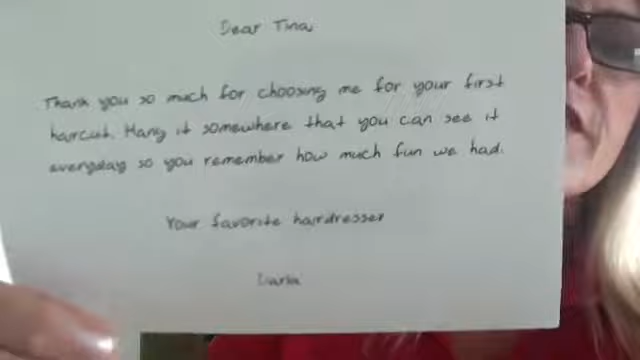 Dear Tina
Thank you so much for choosing me for your first
haircut. Hang it somewhere that you can see it
everyday so you remember how much fun we had.
Your favorite hairdresser
Darla